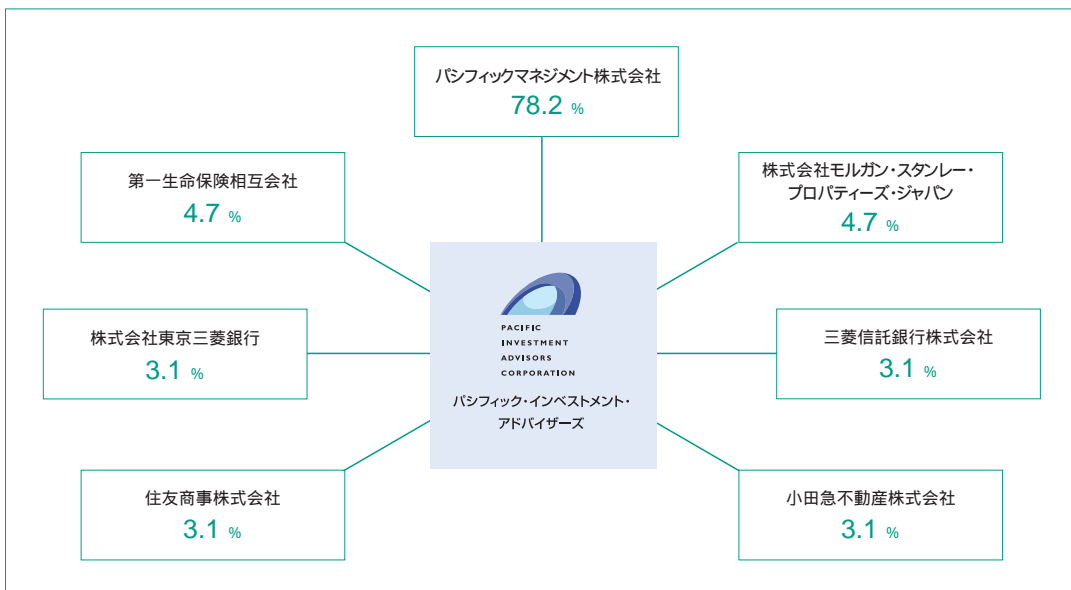 パシフィックマネジメント株式会社
78.2 %
第一生命保険相互会社
4.7 %
株式会社モルガン・スタンレー・
プロパティーズ・ジャパン
4.7 %
株式会社東京三菱銀行
3.1 %
PACIFIC
INVESTMENT
ADVISORS
CORPORATION
パシフィック・インベストメント・
アドバイザーズ
三菱信託銀行株式会社
3.1 %
住友商事株式会社
3.1 %
小田急不動産株式会社
3.1 %